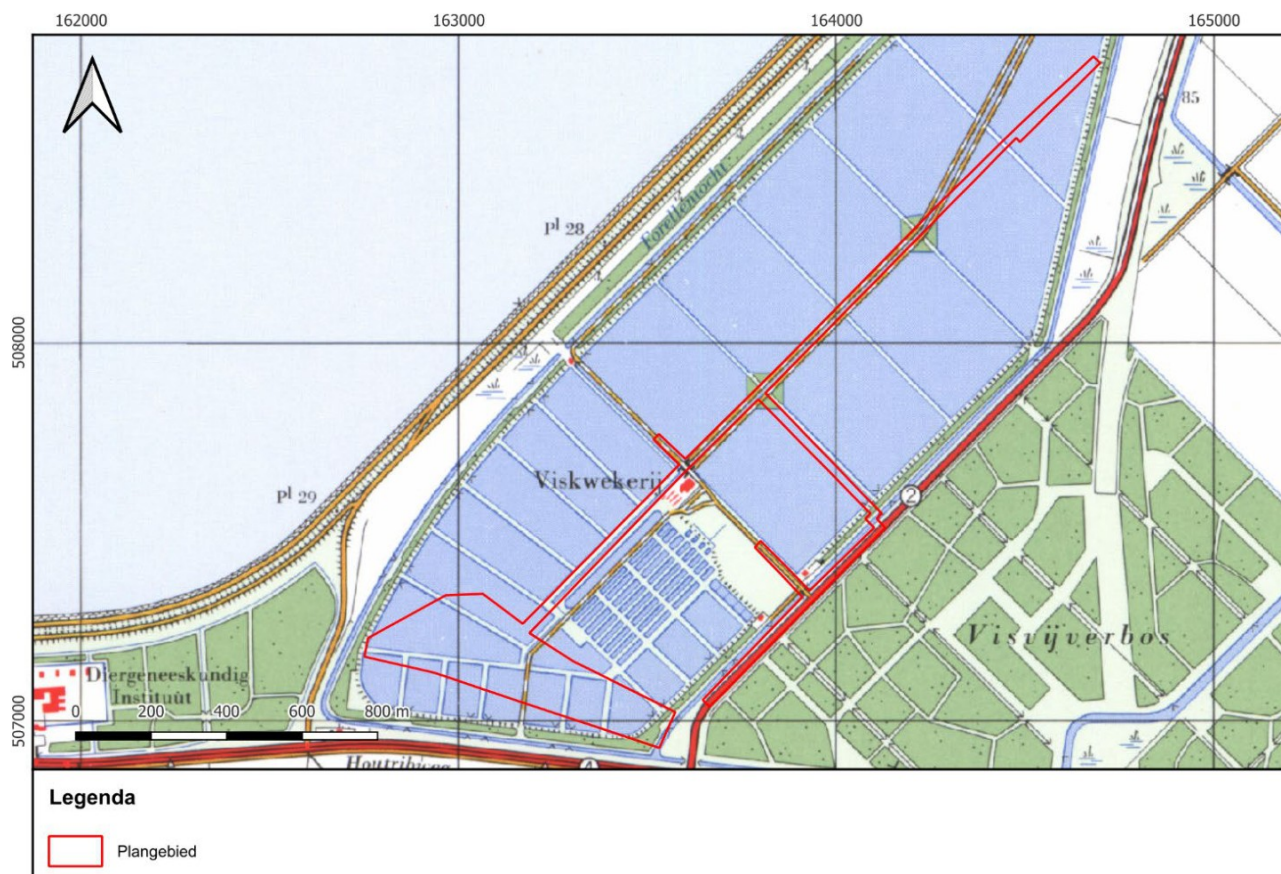 162000
163000
164000
165000
508000
507000
85
Pl 28
Forellentocht
Pl 29
Viskwekerij
2
Visvijverbos
Diergeneeskundig
Instituut
0
200
400
600
800 m
Houtribweg
Legenda
Plangebied